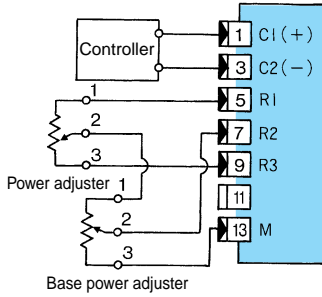 Controller
1 C1(+)
3 C2(−)
1
5 R1
2
7 R2
3
9 R3
Power adjuster
1
11
2
3
13 M
Base power adjuster